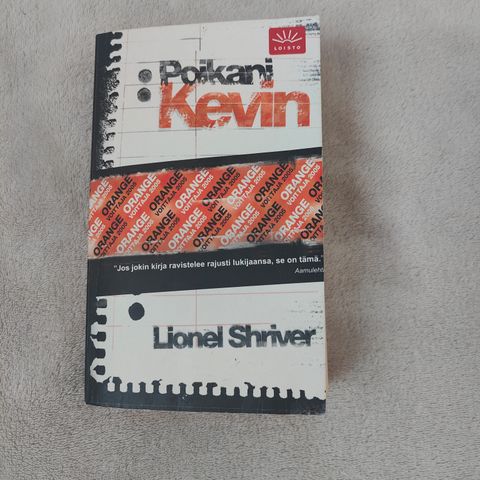 LOISTO
Poikani
Kevin
ORANGE
VOITTAJA 2005
"Jos jokin kirja ravistelee rajusti lukijaansa, se on tämä."
Aamulehti
Lionel Shriver